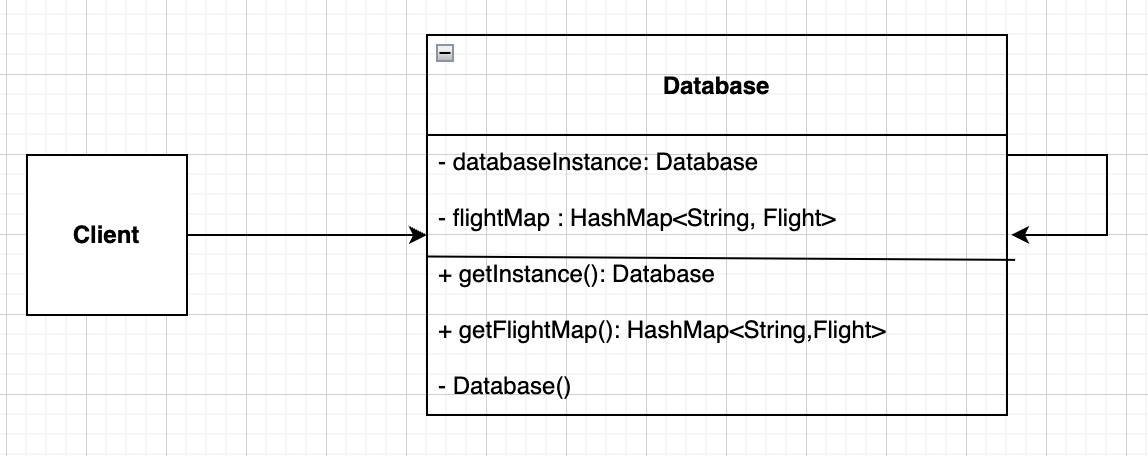 Database
- databaseInstance: Database
- flightMap : HashMap<String, Flight>
Client
+ getInstance(): Database
+ getFlightMap(): HashMap<String,Flight>
- Database()